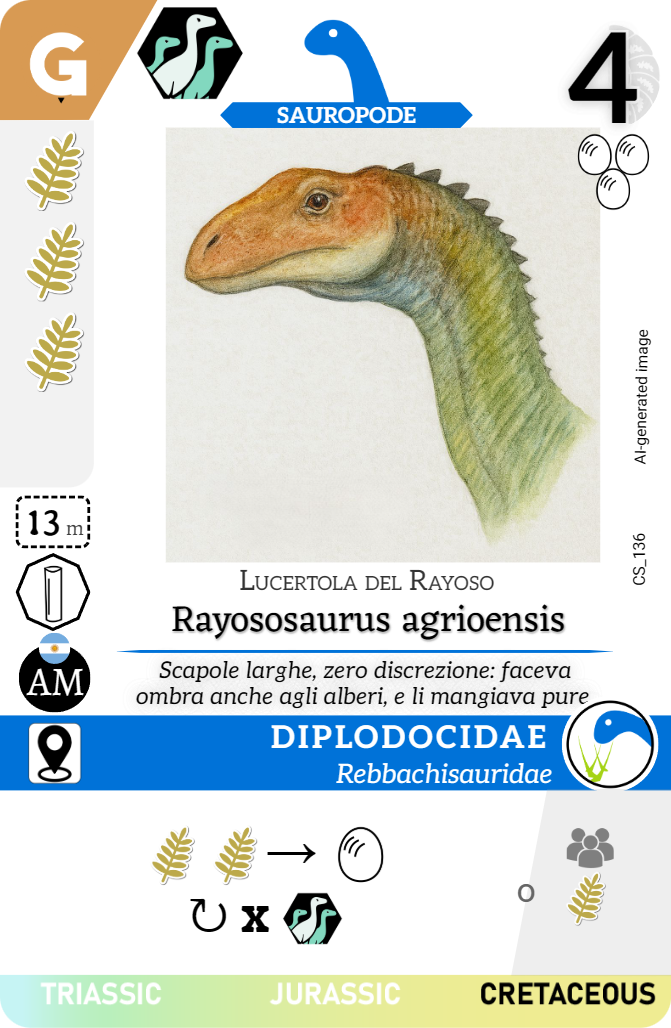 G
SAUROPODE
4
AI-generated image
CS_136
13 m
AM
Lucertola del Rayoso
Rayososaurus agrioensis
Scapole larghe, zero discrezione: faceva
ombra anche agli alberi, e li mangiava pure
DIPLODOCIDAE
Rebbachisauridae
x
o
TRIASSIC JURASSIC CRETACEOUS